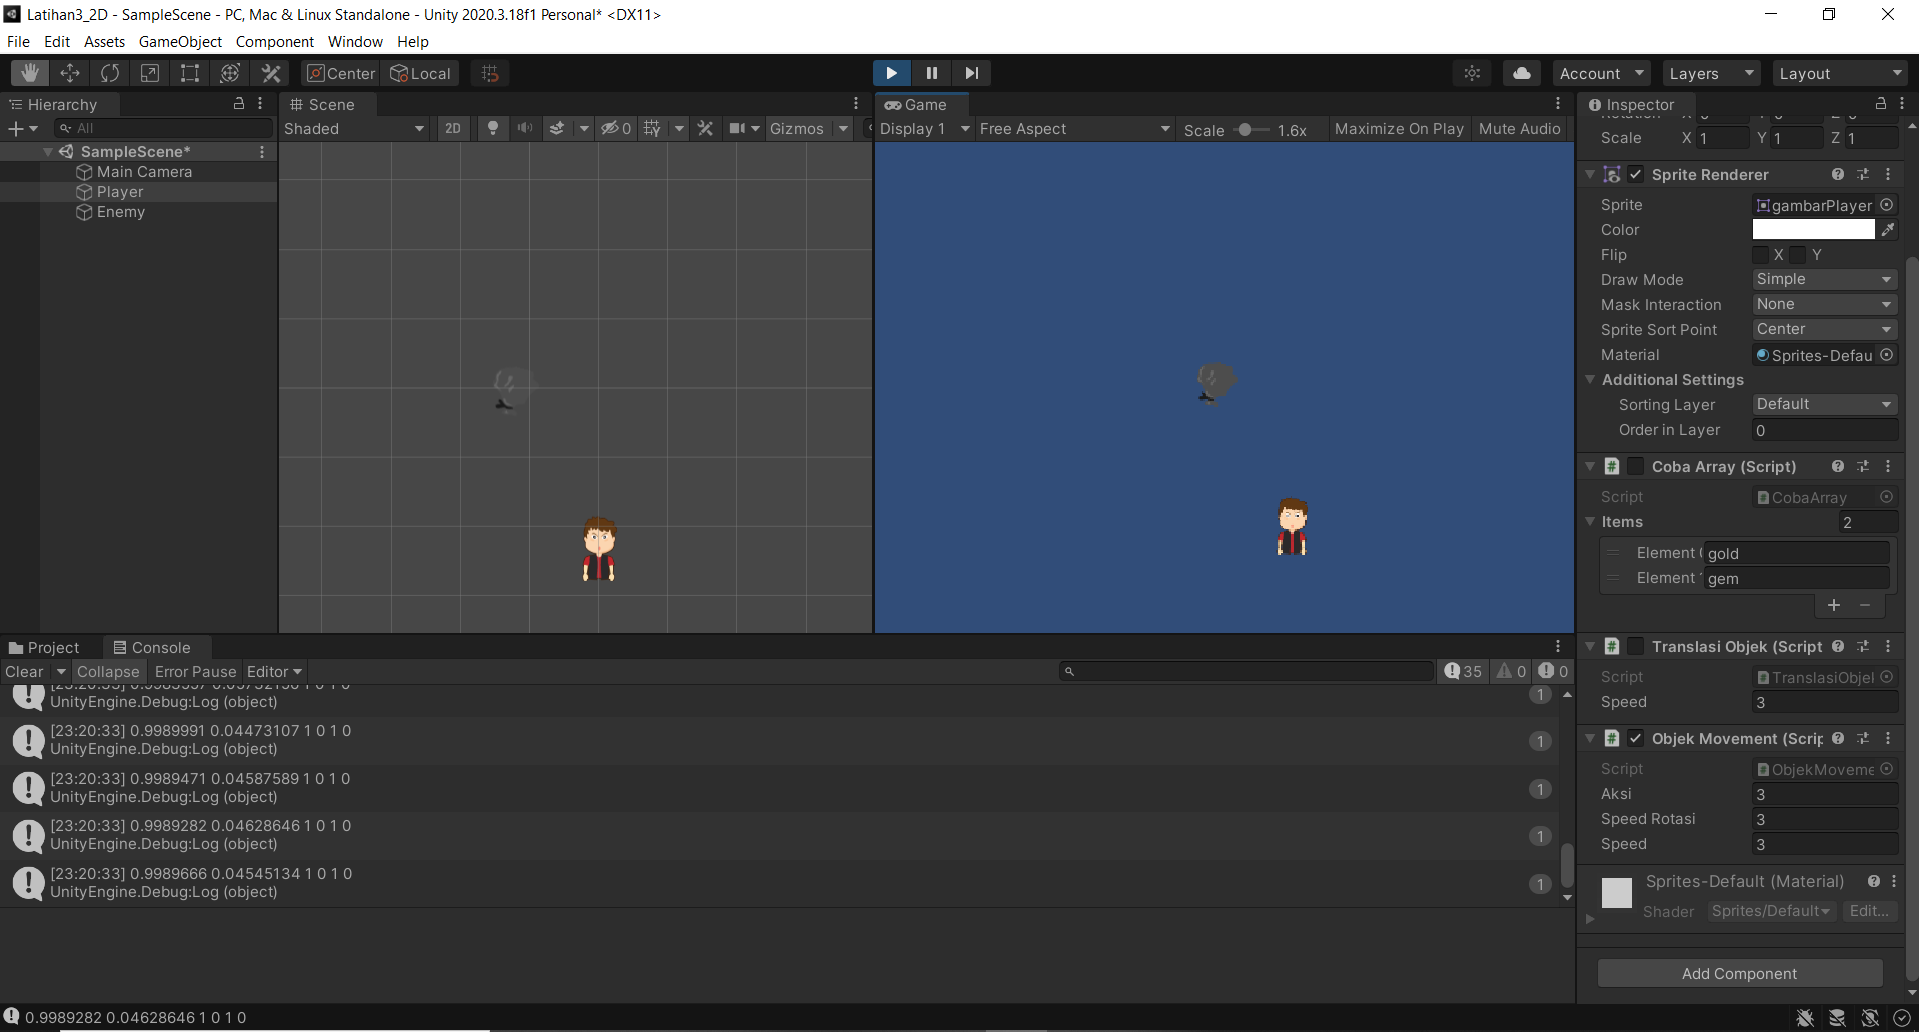 Latihan3_2D - SampleScene - PC, Mac & Linux Standalone - Unity 2020.3.18f1 Personal* <DX11>
File Edit Assets GameObject Component Window Help
Center Local Account Layers Layout
Hierarchy
All
SampleScene*
Main Camera
Player
Enemy
Scene
Shaded 2D 0 Gizmos
Game
Display 1 Free Aspect Scale 1.6x Maximize On Play Mute Audio
Inspector
Scale X 1 Y 1 Z 1
Sprite Renderer
Sprite gambarPlayer
Color
Flip X Y
Draw Mode Simple
Mask Interaction None
Sprite Sort Point Center
Material Sprites-Defau
Additional Settings
Sorting Layer Default
Order in Layer 0
# Coba Array (Script)
Script CobaArray
Items 2
Element gold
Element gem
# Translasi Objek (Script
Script TranslasiObjel
Speed 3
# Objek Movement (Scrip
Script ObjekMoveme
Aksi 3
Speed Rotasi 3
Speed 3
Sprites-Default (Material)
Shader Sprites/Default Edit...
Add Component
Project Console
Clear Collapse Error Pause Editor 35 0 0
UnityEngine.Debug:Log (object) 1
[23:20:33] 0.9989991 0.04473107 1 0 1 0
UnityEngine.Debug:Log (object) 1
[23:20:33] 0.9989471 0.04587589 1 0 1 0
UnityEngine.Debug:Log (object) 1
[23:20:33] 0.9989282 0.04628646 1 0 1 0
UnityEngine.Debug:Log (object) 1
[23:20:33] 0.9989666 0.04545134 1 0 1 0
UnityEngine.Debug:Log (object) 1
0.9989282 0.04628646 1 0 1 0